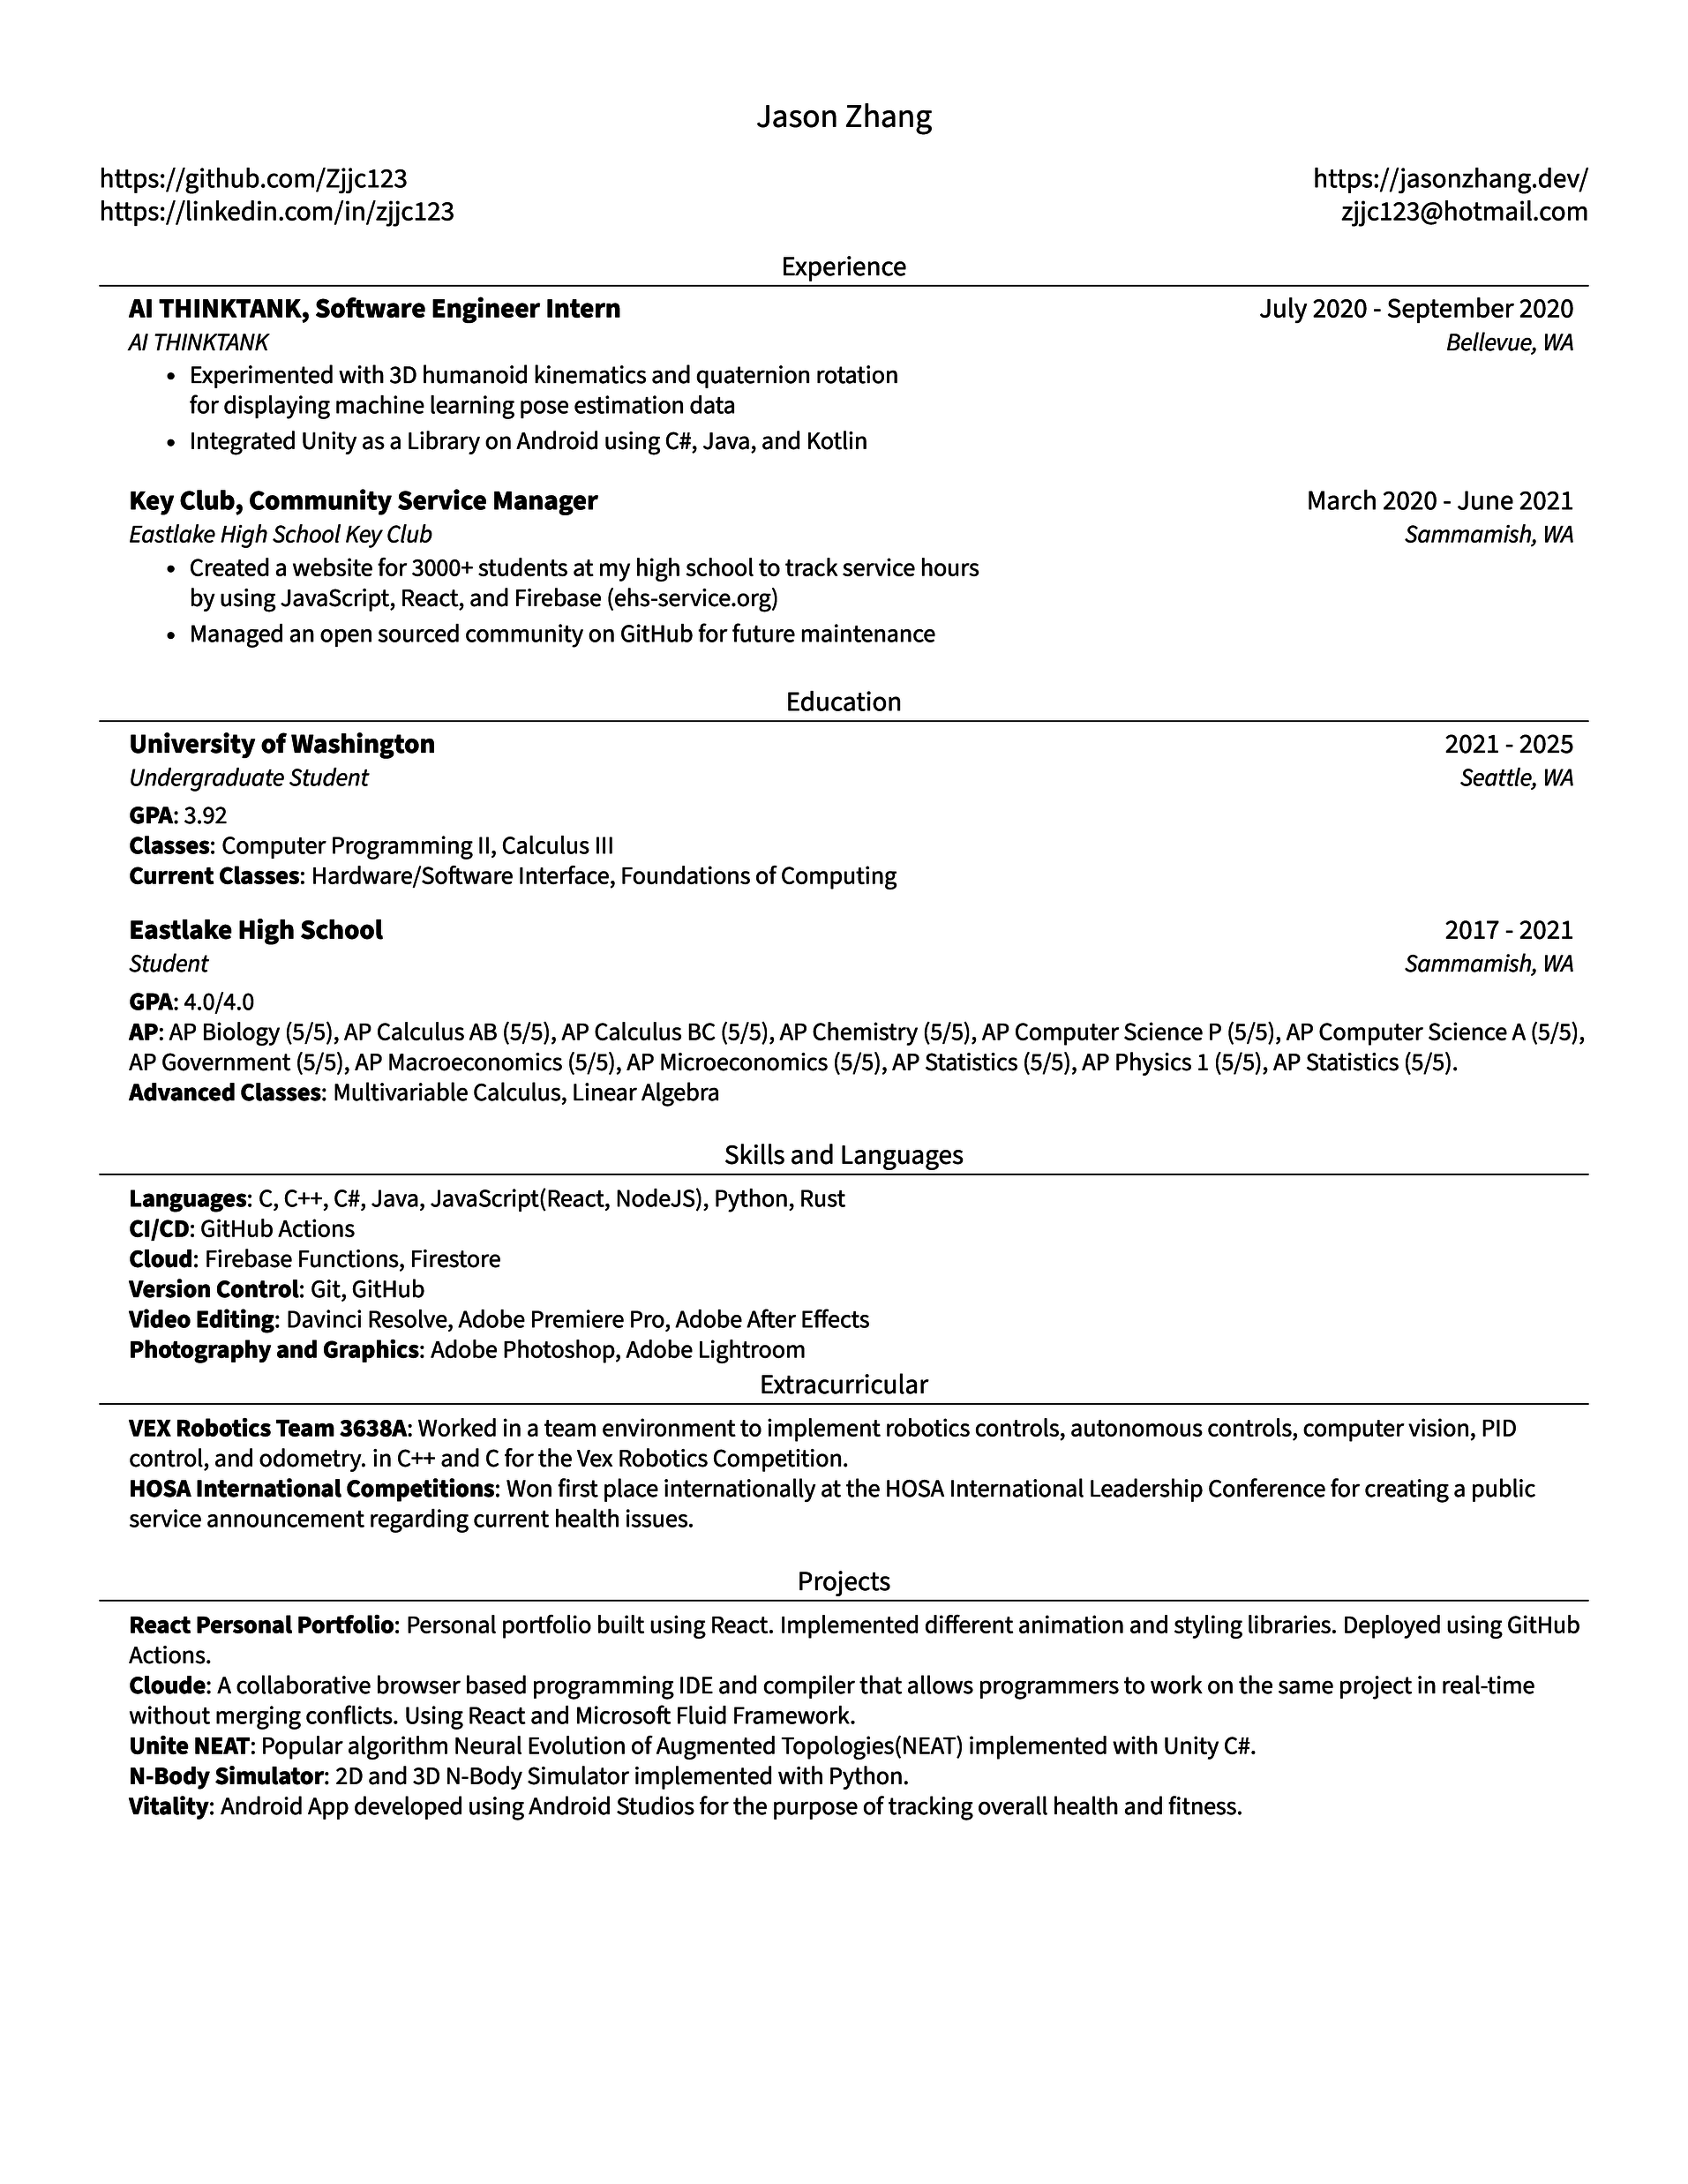 Jason Zhang
https://github.com/Zjjc123 https://jasonzhang.dev/
https://linkedin.com/in/zjjc123 zjjc123@hotmail.com
Experience
AI THINKTANK, Software Engineer Intern July 2020 - September 2020
AI THINKTANK Bellevue, WA
• Experimented with 3D humanoid kinematics and quaternion rotation
for displaying machine learning pose estimation data
• Integrated Unity as a Library on Android using C#, Java, and Kotlin
Key Club, Community Service Manager March 2020 - June 2021
Eastlake High School Key Club Sammamish, WA
• Created a website for 3000+ students at my high school to track service hours
by using JavaScript, React, and Firebase (ehs-service.org)
• Managed an open sourced community on GitHub for future maintenance
Education
University of Washington 2021 - 2025
Undergraduate Student Seattle, WA
GPA: 3.92
Classes: Computer Programming II, Calculus III
Current Classes: Hardware/Software Interface, Foundations of Computing
Eastlake High School 2017 - 2021
Student Sammamish, WA
GPA: 4.0/4.0
AP: AP Biology (5/5), AP Calculus AB (5/5), AP Calculus BC (5/5), AP Chemistry (5/5), AP Computer Science P (5/5), AP Computer Science A (5/5),
AP Government (5/5), AP Macroeconomics (5/5), AP Microeconomics (5/5), AP Statistics (5/5), AP Physics 1 (5/5), AP Statistics (5/5).
Advanced Classes: Multivariable Calculus, Linear Algebra
Skills and Languages
Languages: C, C++, C#, Java, JavaScript(React, NodeJS), Python, Rust
CI/CD: GitHub Actions
Cloud: Firebase Functions, Firestore
Version Control: Git, GitHub
Video Editing: Davinci Resolve, Adobe Premiere Pro, Adobe After Effects
Photography and Graphics: Adobe Photoshop, Adobe Lightroom
Extracurricular
VEX Robotics Team 3638A: Worked in a team environment to implement robotics controls, autonomous controls, computer vision, PID
control, and odometry. in C++ and C for the Vex Robotics Competition.
HOSA International Competitions: Won first place internationally at the HOSA International Leadership Conference for creating a public
service announcement regarding current health issues.
Projects
React Personal Portfolio: Personal portfolio built using React. Implemented different animation and styling libraries. Deployed using GitHub
Actions.
Cloude: A collaborative browser based programming IDE and compiler that allows programmers to work on the same project in real-time
without merging conflicts. Using React and Microsoft Fluid Framework.
Unite NEAT: Popular algorithm Neural Evolution of Augmented Topologies(NEAT) implemented with Unity C#.
N-Body Simulator: 2D and 3D N-Body Simulator implemented with Python.
Vitality: Android App developed using Android Studios for the purpose of tracking overall health and fitness.